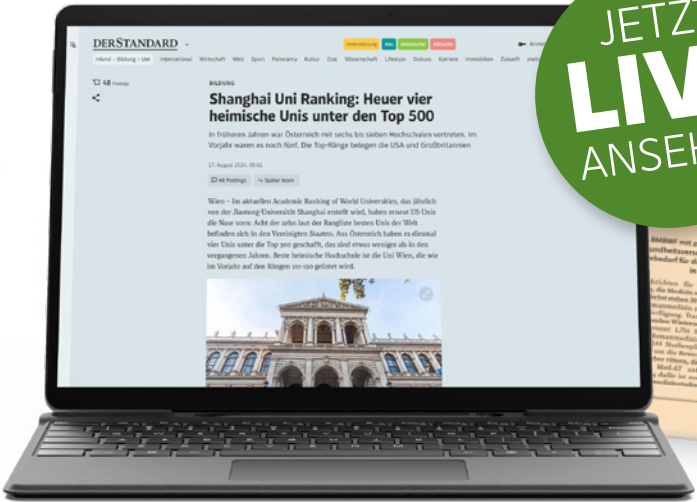 DERSTANDARD
Unterstützung Abo Immosuche Jobsuche
Inland › Bildung › Uni International Wirtschaft Web Sport Panorama Kultur Etat Wissenschaft Lifestyle Diskurs Karriere Immobilien Zukunft
48 Postings
BILDUNG
Shanghai Uni Ranking: Heuer vier
heimische Unis unter den Top 500
In früheren Jahren war Österreich mit sechs bis sieben Hochschulen vertreten. Im
Vorjahr waren es noch fünf. Die Top-Ränge belegen die USA und Großbritannien
17. August 2024, 06:41
48 Postings Später lesen
Wien – Im aktuellen Academic Ranking of World Universities, das jährlich
von der Jiaotong-Universität Shanghai erstellt wird, haben erneut US-Unis
die Nase vorn: Acht der zehn laut der Rangliste besten Unis der Welt
befinden sich in den Vereinigten Staaten. Aus Österreich haben es diesmal
vier Unis unter die Top 500 geschafft, das sind etwas weniger als in den
vergangenen Jahren. Beste heimische Hochschule ist die Uni Wien, die wie
im Vorjahr auf den Rängen 101-150 gelistet wird.
JETZ
LIV
ANSEH